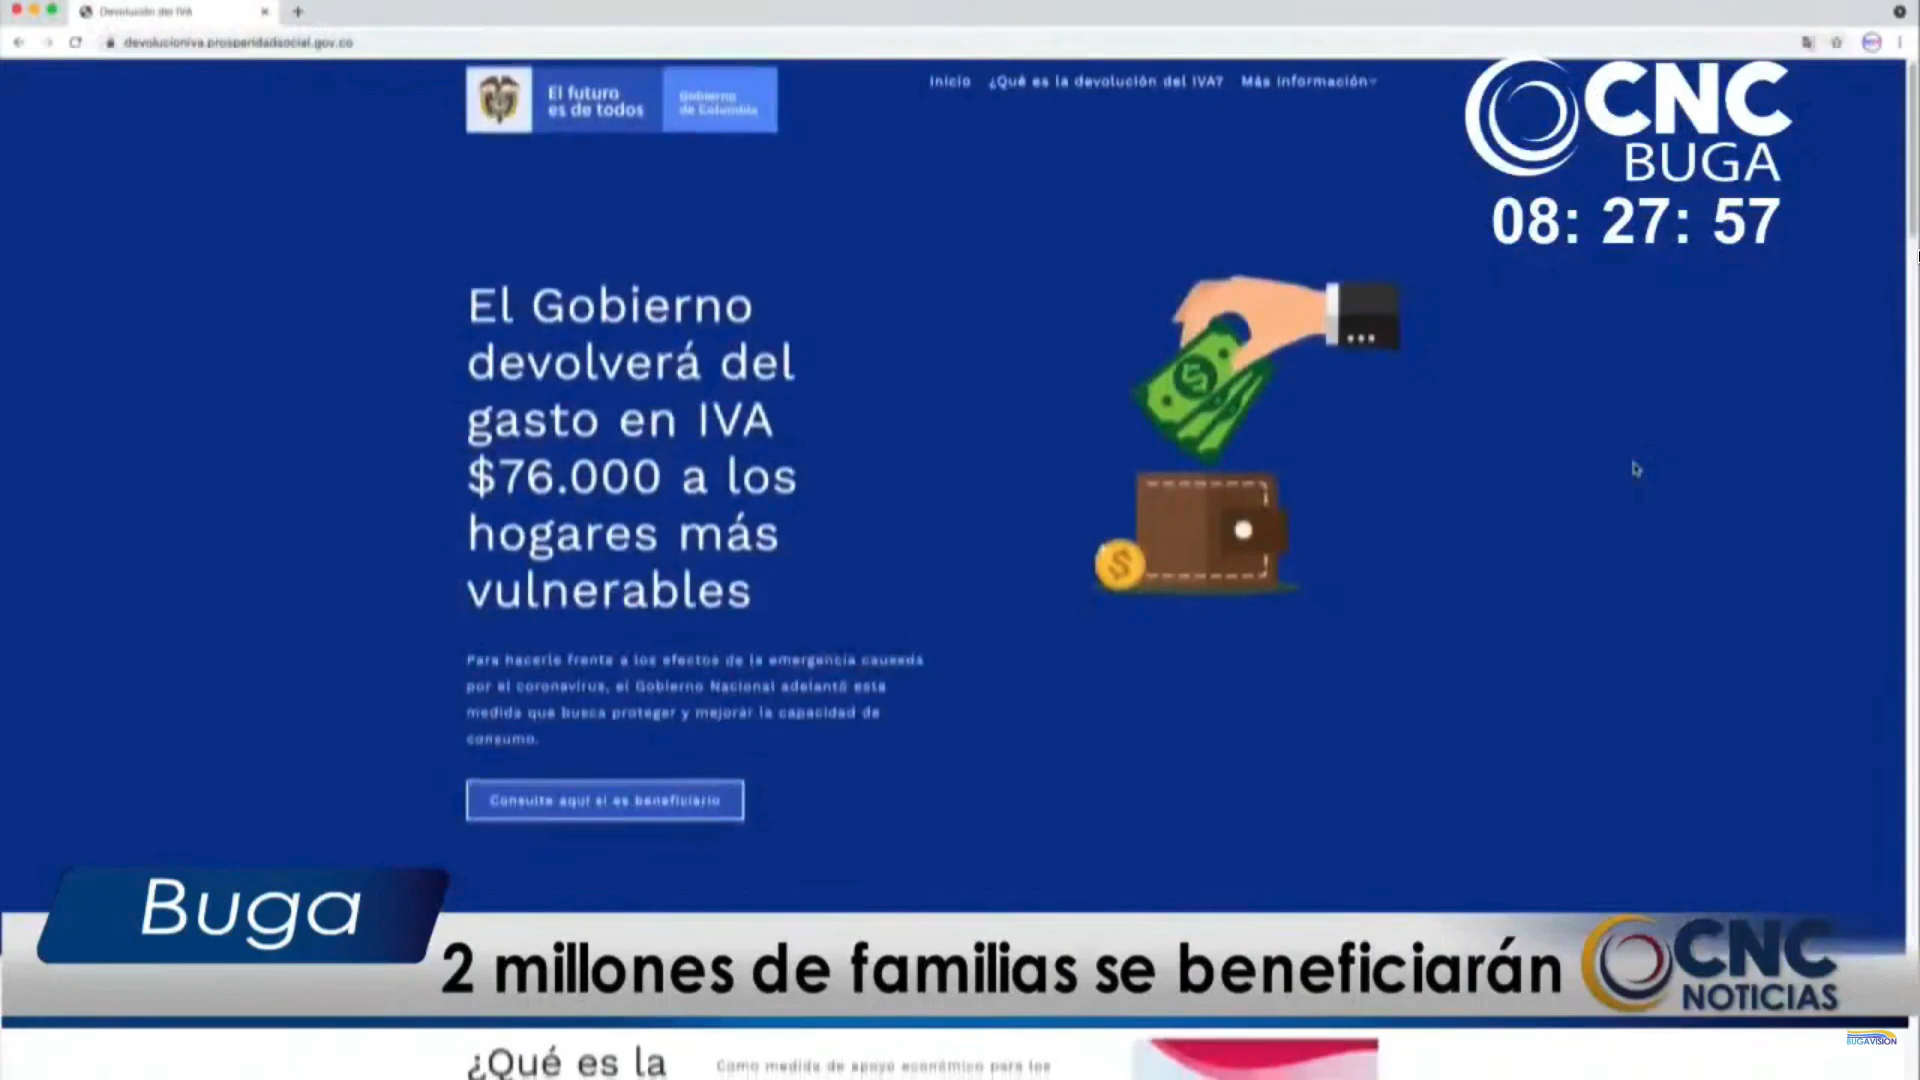 Devolución del IVA
devolucioniva.prosperidadsocial.gov.co
El futuro
es de todos
Gobierno
de Colombia
Inicio ¿Qué es la devolución del IVA? Más información
CNC
BUGA
08: 27: 57
El Gobierno
devolverá del
gasto en IVA
$76.000 a los
hogares más
vulnerables
Para hacerle frente a los efectos de la emergencia causada
por el coronavirus, el Gobierno Nacional adelantó esta
medida que busca proteger y mejorar la capacidad de
consumo.
Consulte aquí si es beneficiario
Buga
2 millones de familias se beneficiarán
CNC
NOTICIAS
BUGAVISION
¿Qué es la
Como medida de apoyo económico para los